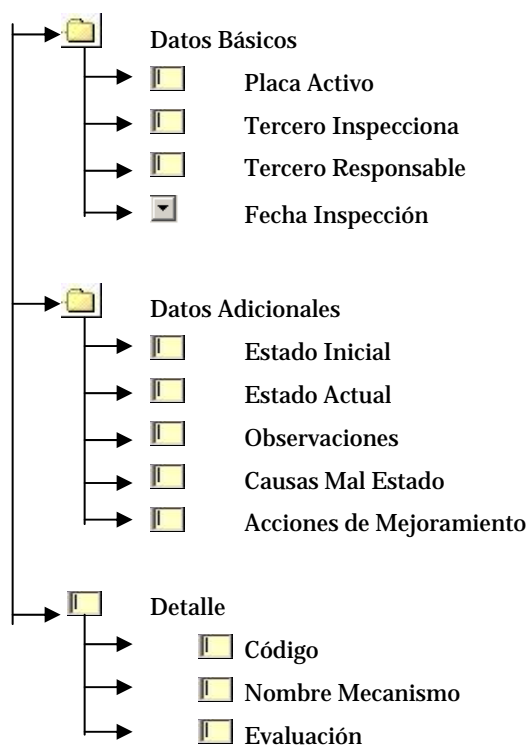 Datos Básicos
Placa Activo
Tercero Inspecciona
Tercero Responsable
Fecha Inspección
Datos Adicionales
Estado Inicial
Estado Actual
Observaciones
Causas Mal Estado
Acciones de Mejoramiento
Detalle
Código
Nombre Mecanismo
Evaluación